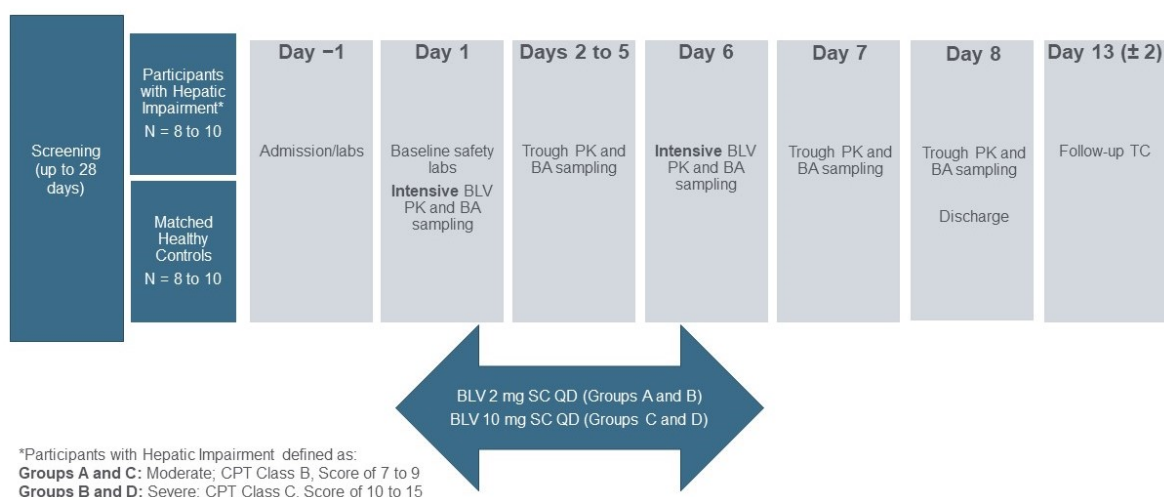 Screening
(up to 28
days)
Participants
with Hepatic
Impairment*
N = 8 to 10
Matched
Healthy
Controls
N = 8 to 10
Day −1
Admission/labs
Day 1
Baseline safety
labs
Intensive BLV
PK and BA
sampling
Days 2 to 5
Trough PK and
BA sampling
Day 6
Intensive BLV
PK and BA
sampling
Day 7
Trough PK and
BA sampling
Day 8
Trough PK and
BA sampling
Discharge
Day 13 (± 2)
Follow-up TC
BLV 2 mg SC QD (Groups A and B)
BLV 10 mg SC QD (Groups C and D)
*Participants with Hepatic Impairment defined as:
Groups A and C: Moderate; CPT Class B, Score of 7 to 9
Groups B and D: Severe; CPT Class C, Score of 10 to 15